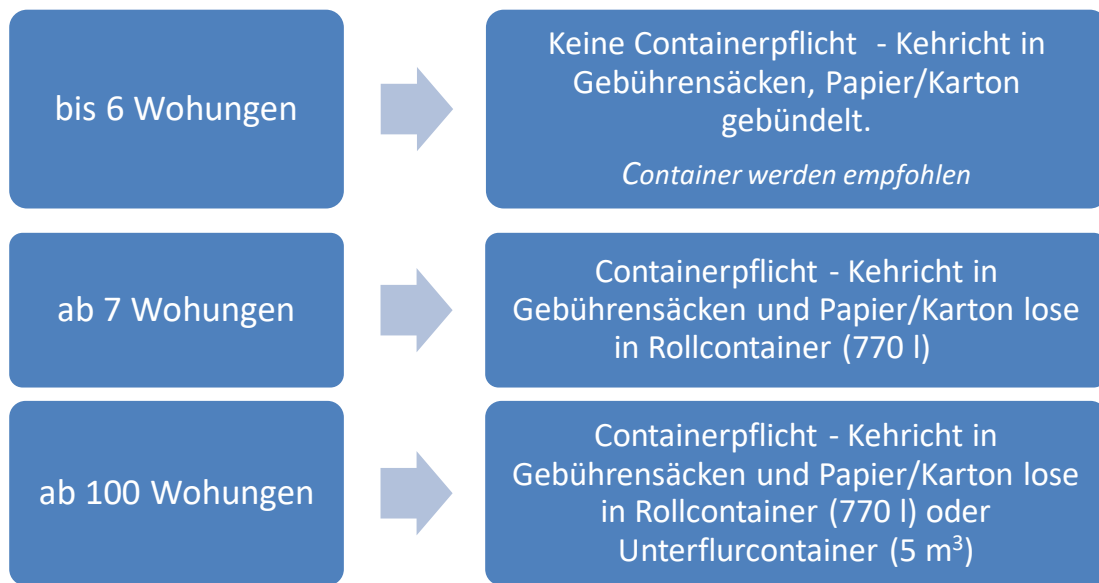 bis 6 Wohungen
Keine Containerpflicht - Kehricht in
Gebührensäcken, Papier/Karton
gebündelt.
Container werden empfohlen
ab 7 Wohungen
Containerpflicht - Kehricht in
Gebührensäcken und Papier/Karton lose
in Rollcontainer (770 l)
ab 100 Wohungen
Containerpflicht - Kehricht in
Gebührensäcken und Papier/Karton lose
in Rollcontainer (770 l) oder
Unterflurcontainer (5 m³)